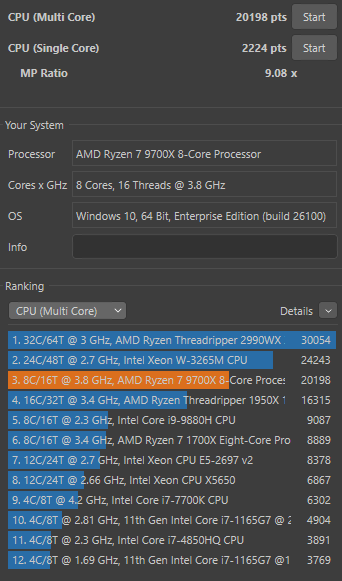 CPU (Multi Core) 20198 pts Start
CPU (Single Core) 2224 pts Start
MP Ratio 9.08 x
Your System
Processor AMD Ryzen 7 9700X 8-Core Processor
Cores x GHz 8 Cores, 16 Threads @ 3.8 GHz
OS Windows 10, 64 Bit, Enterprise Edition (build 26100)
Info
Ranking
CPU (Multi Core) Details
1. 32C/64T @ 3 GHz, AMD Ryzen Threadripper 2990WX 30054
2. 24C/48T @ 2.7 GHz, Intel Xeon W-3265M CPU 24243
3. 8C/16T @ 3.8 GHz, AMD Ryzen 7 9700X 8-Core Proces 20198
4. 16C/32T @ 3.4 GHz, AMD Ryzen Threadripper 1950X 1 16315
5. 8C/16T @ 2.3 GHz, Intel Core i9-9880H CPU 9087
6. 8C/16T @ 3.4 GHz, AMD Ryzen 7 1700X Eight-Core Pro 8889
7. 12C/24T @ 2.7 GHz, Intel Xeon CPU E5-2697 v2 8378
8. 12C/24T @ 2.66 GHz, Intel Xeon CPU X5650 6867
9. 4C/8T @ 4.2 GHz, Intel Core i7-7700K CPU 6302
10. 4C/8T @ 2.81 GHz, 11th Gen Intel Core i7-1165G7 @ 2 4904
11. 4C/8T @ 2.3 GHz, Intel Core i7-4850HQ CPU 3891
12. 4C/8T @ 1.69 GHz, 11th Gen Intel Core i7-1165G7 @1 3769